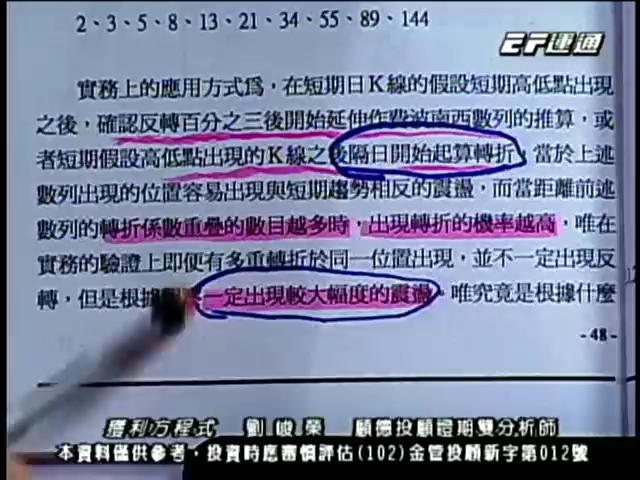 2、3、5、8、13、21、34、55、89、144
EF運通
實務上的應用方式為，在短期日K線的假設短期高低點出現
之後，確認反轉百分之三後開始延伸作費波南西數列的推算，或
者短期假設高低點出現的K線之後隔日開始起算轉折，當於上述
數列出現的位置容易出現與短期趨勢相反的震盪，而當距離前述
數列的轉折係數重疊的數目越多時，出現轉折的機率越高，唯在
實務的驗證上即便有多重轉折於同一位置出現，並不一定出現反
轉，但是根據 一定出現較大幅度的震盪，唯究竟是根據什麼
-48-
獲利方程式 劉峻榮 顧德投顧證期雙分析師
本資料僅供參考，投資時應審慎評估(102)金管投顧新字第012號